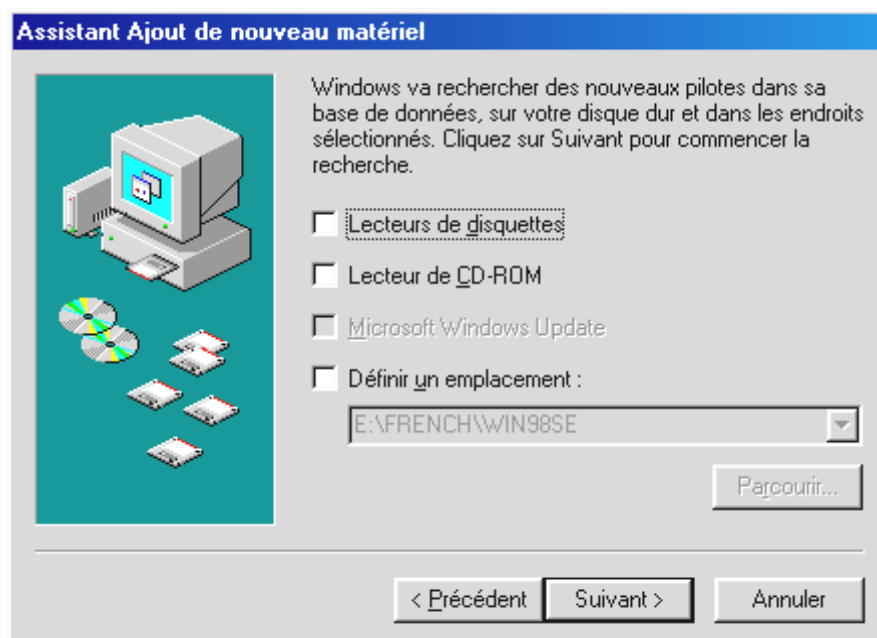 Assistant Ajout de nouveau matériel
Windows va rechercher des nouveaux pilotes dans sa
base de données, sur votre disque dur et dans les endroits
sélectionnés. Cliquez sur Suivant pour commencer la
recherche.
Lecteurs de disquettes
Lecteur de CD-ROM
Microsoft Windows Update
Définir un emplacement :
E:\FRENCH\WIN98SE
Parcourir...
< Précédent
Suivant >
Annuler